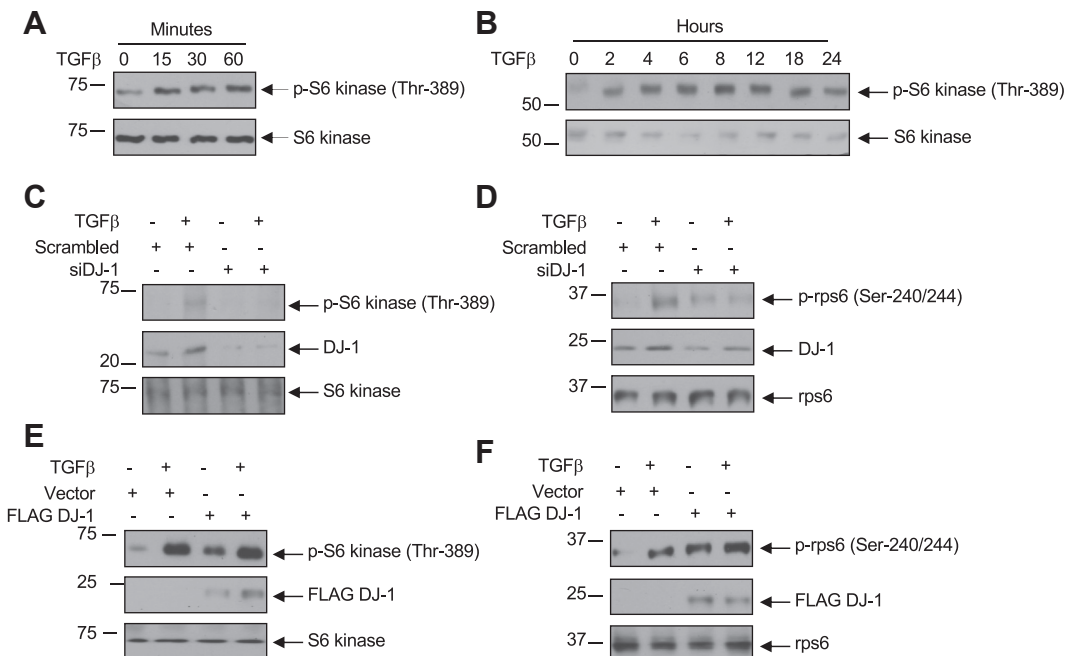 A
Minutes
TGFβ 0 15 30 60
75 p-S6 kinase (Thr-389)
75 S6 kinase
B
Hours
TGFβ 0 2 4 6 8 12 18 24
50 p-S6 kinase (Thr-389)
50 S6 kinase
C
TGFβ - + - +
Scrambled + + - -
siDJ-1 - - + +
75 p-S6 kinase (Thr-389)
20 DJ-1
75 S6 kinase
D
TGFβ - + - +
Scrambled + + - -
siDJ-1 - - + +
37 p-rps6 (Ser-240/244)
25 DJ-1
37 rps6
E
TGFβ - + - +
Vector + + - -
FLAG DJ-1 - - + +
75 p-S6 kinase (Thr-389)
25 FLAG DJ-1
75 S6 kinase
F
TGFβ - + - +
Vector + + - -
FLAG DJ-1 - - + +
37 p-rps6 (Ser-240/244)
25 FLAG DJ-1
37 rps6